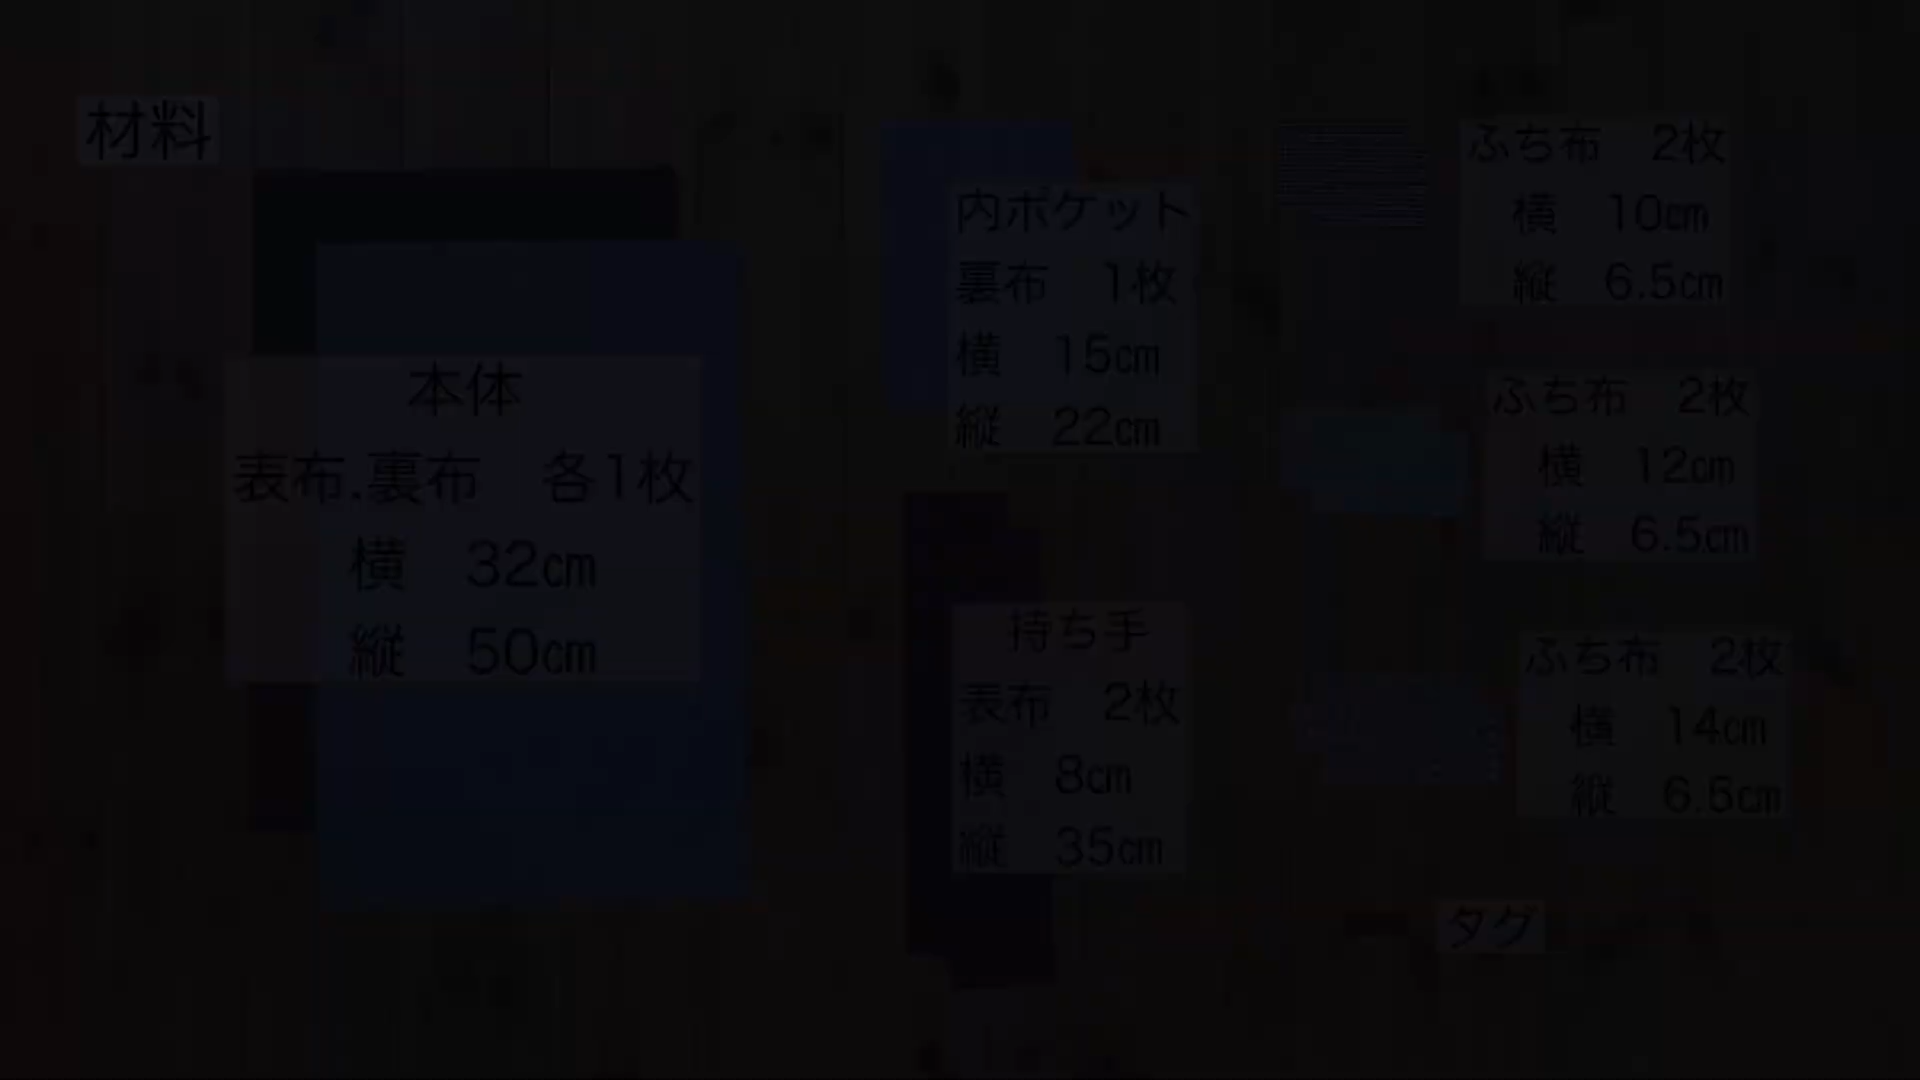 材料
本体
表布.裏布　各1枚
横　32㎝
縦　50㎝
内ポケット
裏布　1枚
横　15㎝
縦　22㎝
持ち手
表布　2枚
横　8㎝
縦　35㎝
ふち布　2枚
横　10㎝
縦　6.5㎝
ふち布　2枚
横　12㎝
縦　6.5㎝
ふち布　2枚
横　14㎝
縦　6.5㎝
タグ